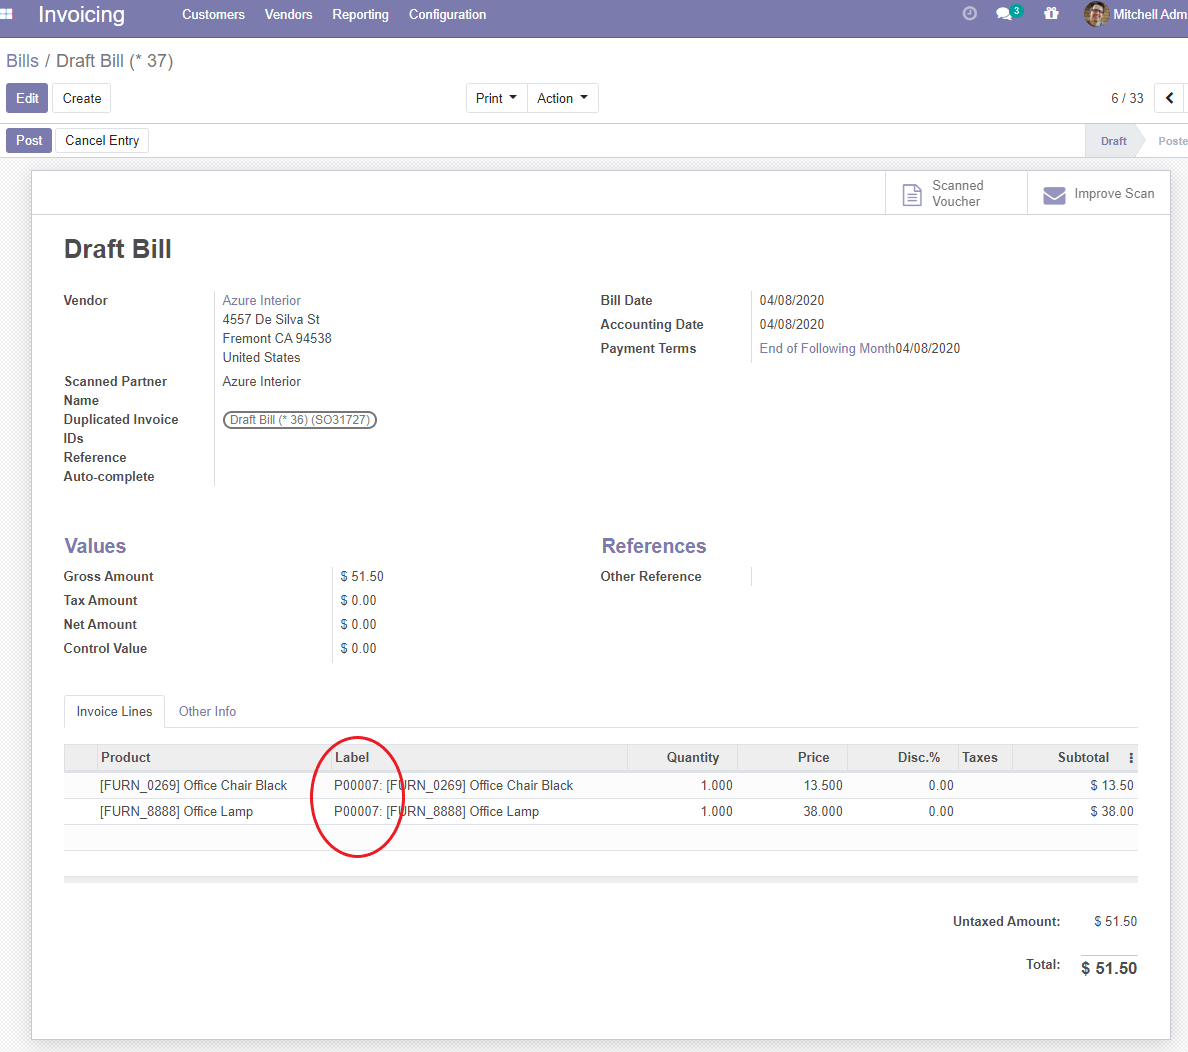 Invoicing Customers Vendors Reporting Configuration 3 Mitchell Adm
Bills / Draft Bill (* 37)
Edit Create Print Action 6 / 33
Post Cancel Entry Draft Poste
Scanned Voucher Improve Scan
Draft Bill
Vendor Azure Interior Bill Date 04/08/2020
4557 De Silva St Accounting Date 04/08/2020
Fremont CA 94538 Payment Terms End of Following Month04/08/2020
United States
Scanned Partner Name Azure Interior
Duplicated Invoice IDs Draft Bill (* 36) (SO31727)
Reference
Auto-complete
Values References
Gross Amount $ 51.50 Other Reference
Tax Amount $ 0.00
Net Amount $ 0.00
Control Value $ 0.00
Invoice Lines Other Info
Product Label Quantity Price Disc.% Taxes Subtotal
[FURN_0269] Office Chair Black P00007: [FURN_0269] Office Chair Black 1.000 13.500 0.00 $ 13.50
[FURN_8888] Office Lamp P00007: [FURN_8888] Office Lamp 1.000 38.000 0.00 $ 38.00
Untaxed Amount: $ 51.50
Total: $ 51.50